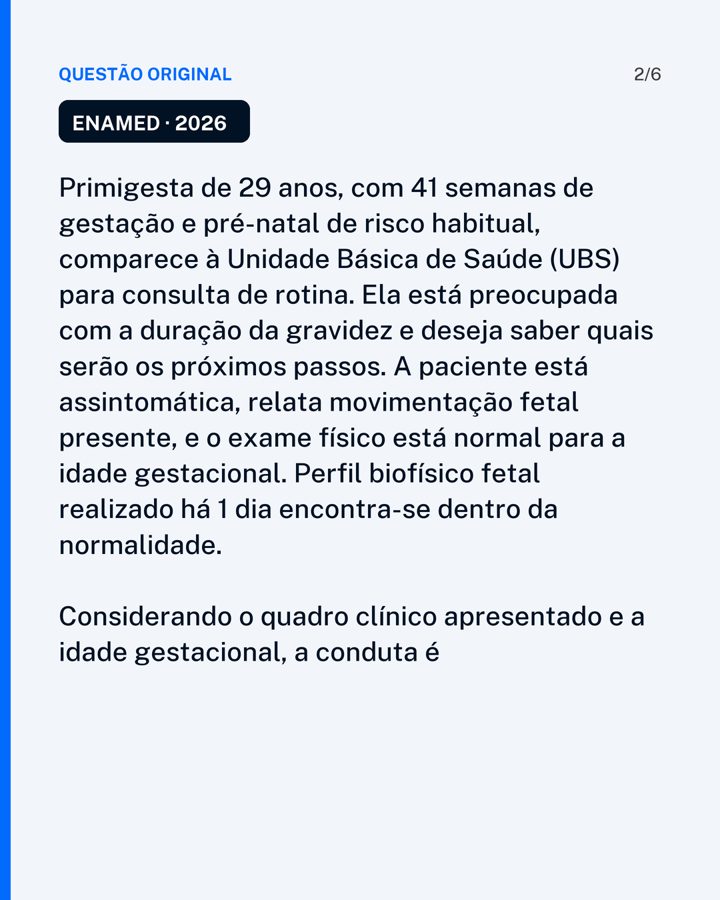 QUESTÃO ORIGINAL
2/6
ENAMED · 2026
Primigesta de 29 anos, com 41 semanas de
gestação e pré-natal de risco habitual,
comparece à Unidade Básica de Saúde (UBS)
para consulta de rotina. Ela está preocupada
com a duração da gravidez e deseja saber quais
serão os próximos passos. A paciente está
assintomática, relata movimentação fetal
presente, e o exame físico está normal para a
idade gestacional. Perfil biofísico fetal
realizado há 1 dia encontra-se dentro da
normalidade.
Considerando o quadro clínico apresentado e a
idade gestacional, a conduta é